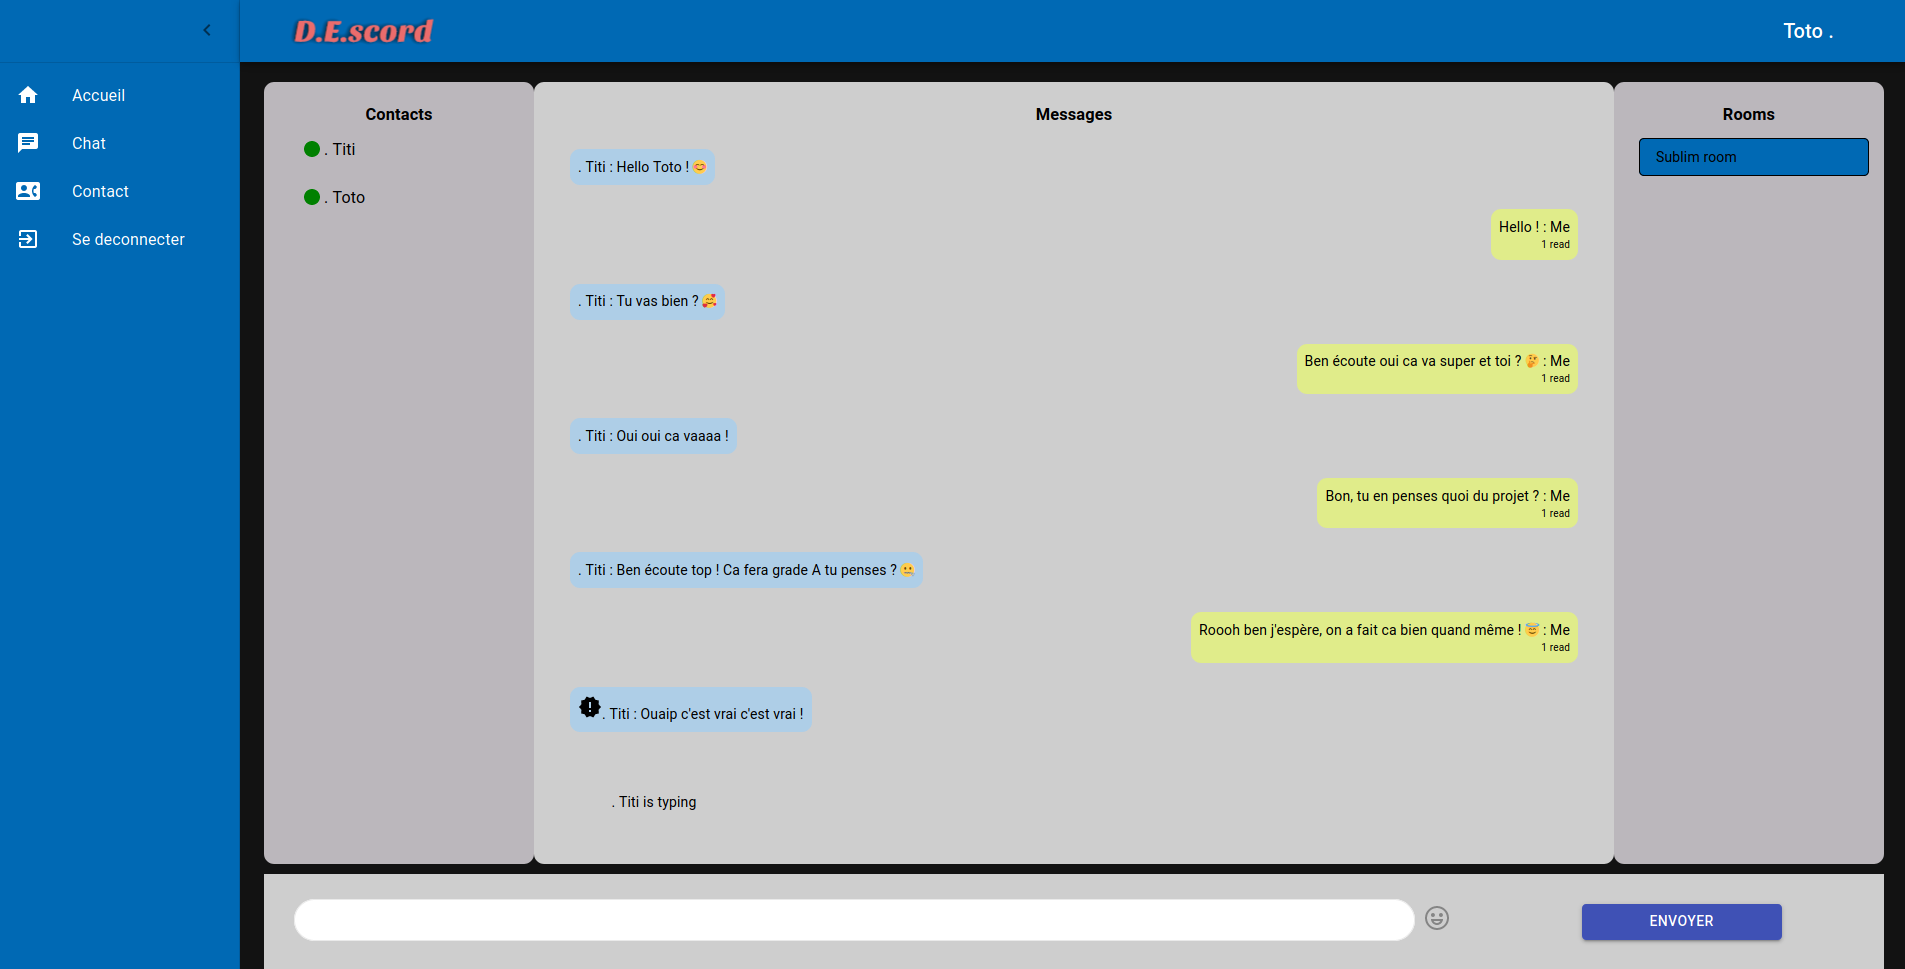 D.E.scord
Toto .
Accueil
Chat
Contact
Se deconnecter
Contacts
. Titi
. Toto
Messages
. Titi : Hello Toto ! 😊
Hello ! : Me
1 read
. Titi : Tu vas bien ? 🥰
Ben écoute oui ca va super et toi ? 🤔 : Me
1 read
. Titi : Oui oui ca vaaaa !
Bon, tu en penses quoi du projet ? : Me
1 read
. Titi : Ben écoute top ! Ca fera grade A tu penses ? 🤐
Roooh ben j'espère, on a fait ca bien quand même ! 😇 : Me
1 read
. Titi : Ouaip c'est vrai c'est vrai !
. Titi is typing
Rooms
Sublim room
ENVOYER